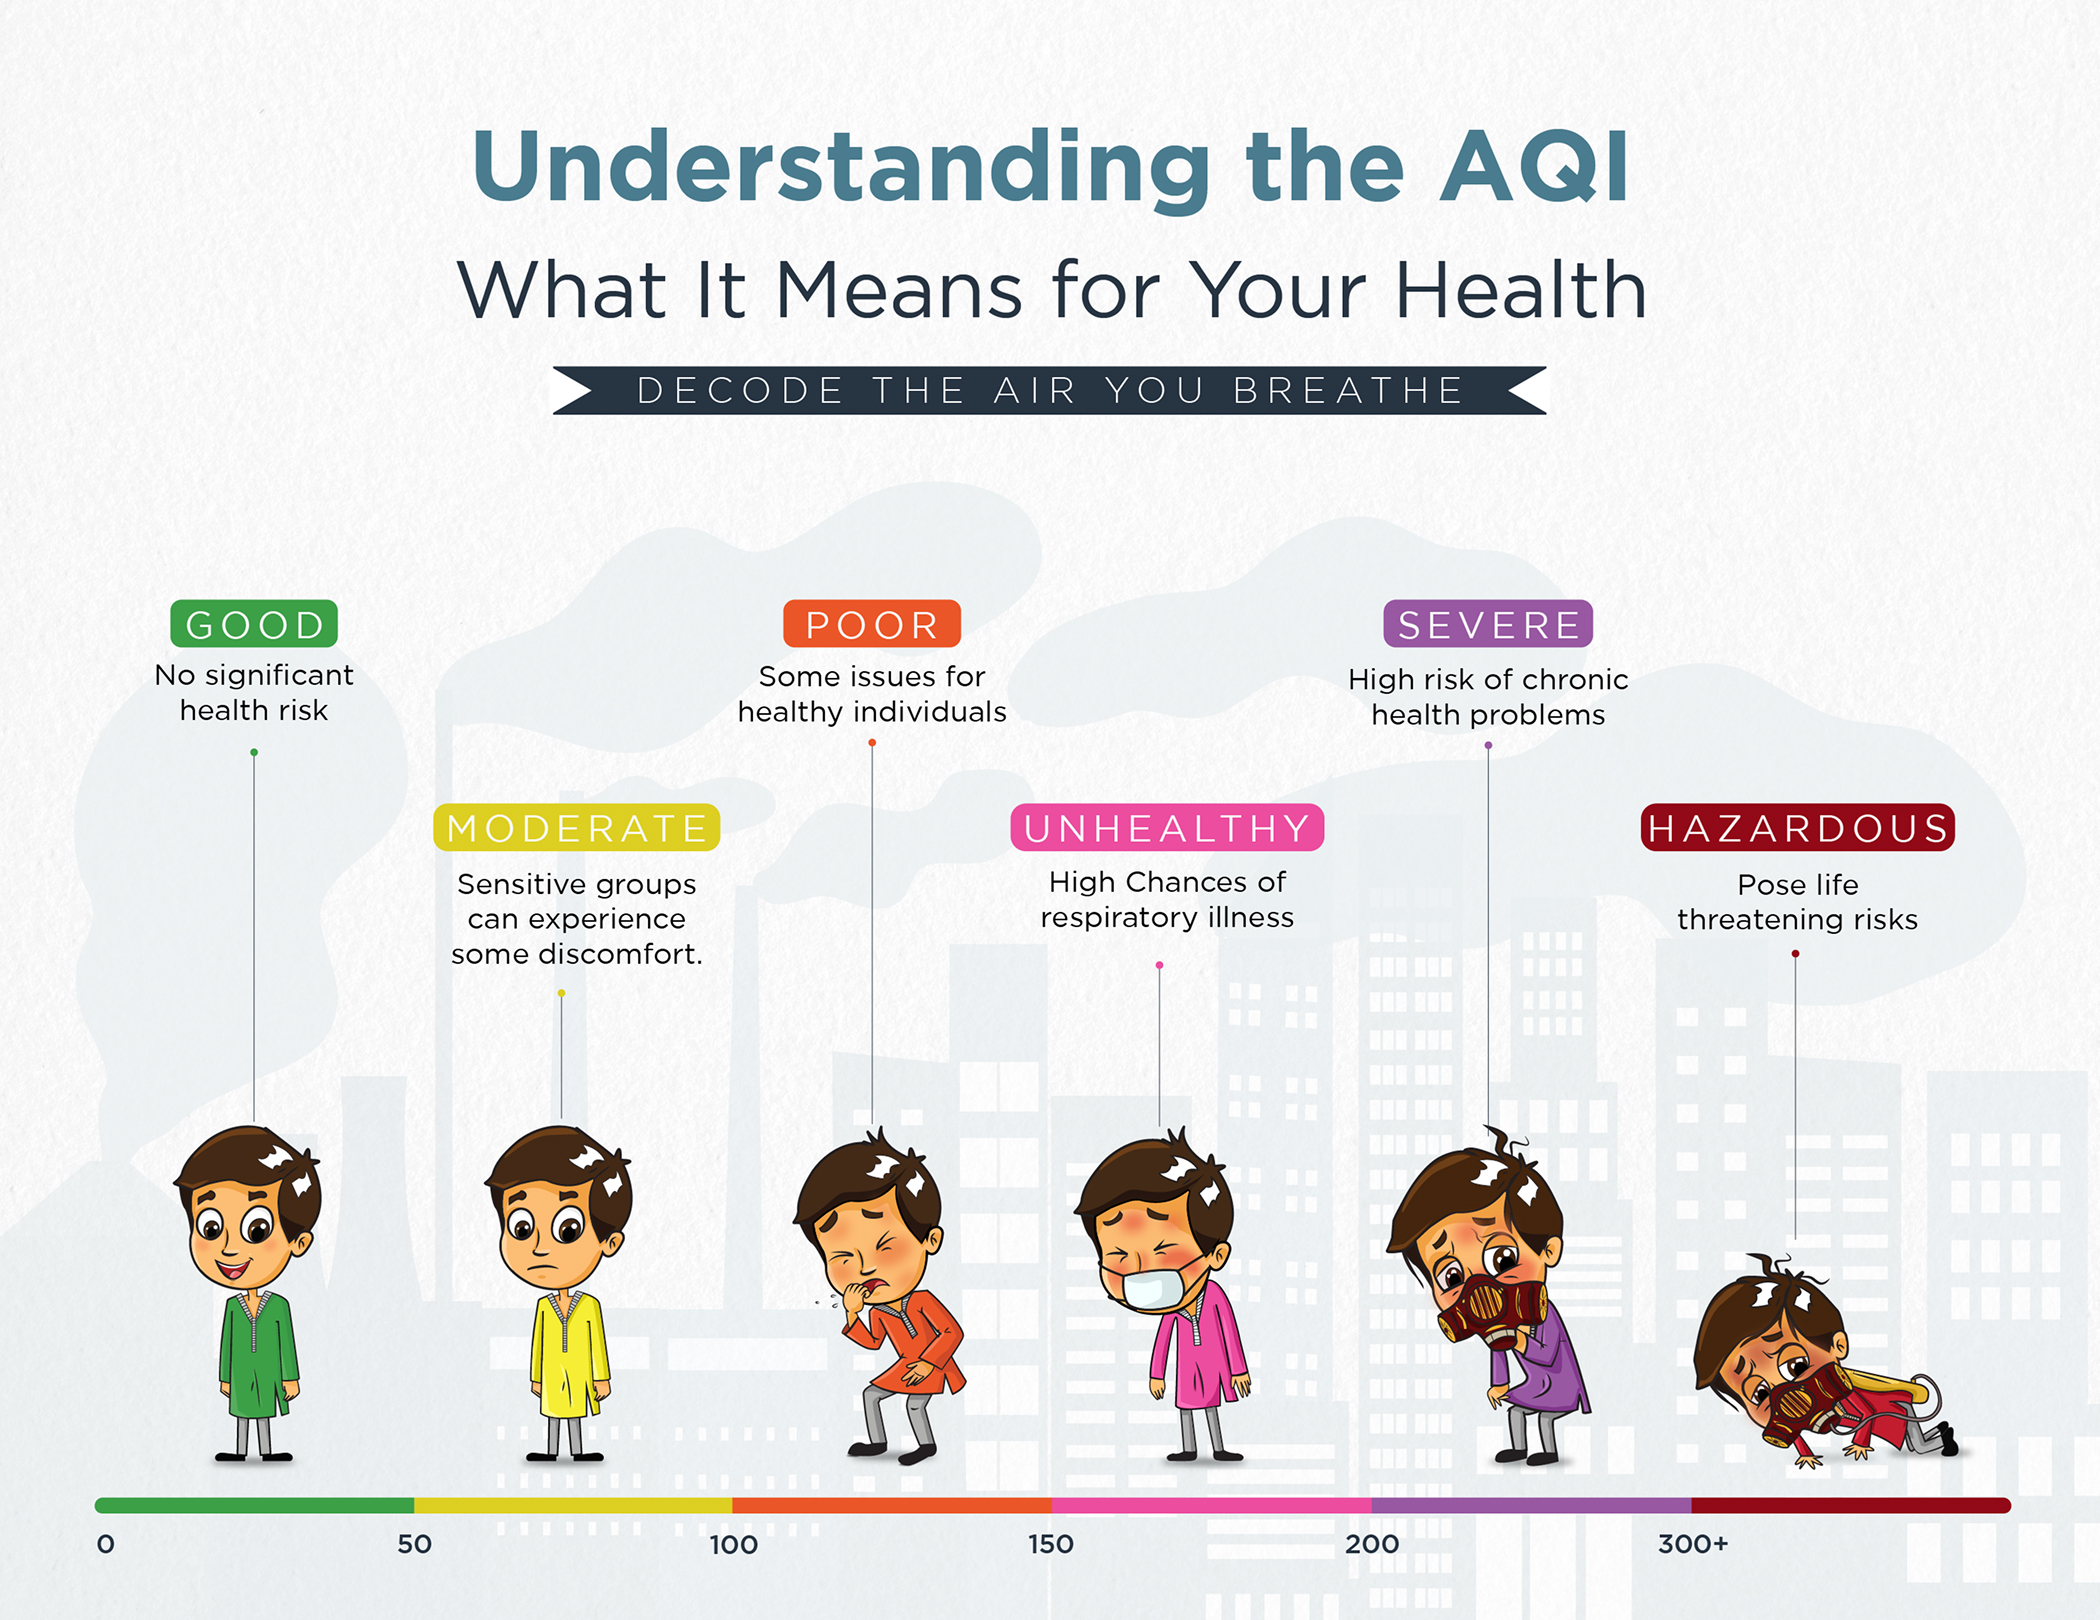 Understanding the AQI
What It Means for Your Health
DECODE THE AIR YOU BREATHE
GOOD
No significant
health risk
MODERATE
Sensitive groups
can experience
some discomfort.
POOR
Some issues for
healthy individuals
UNHEALTHY
High Chances of
respiratory illness
SEVERE
High risk of chronic
health problems
HAZARDOUS
Pose life
threatening risks
0
50
100
150
200
300+